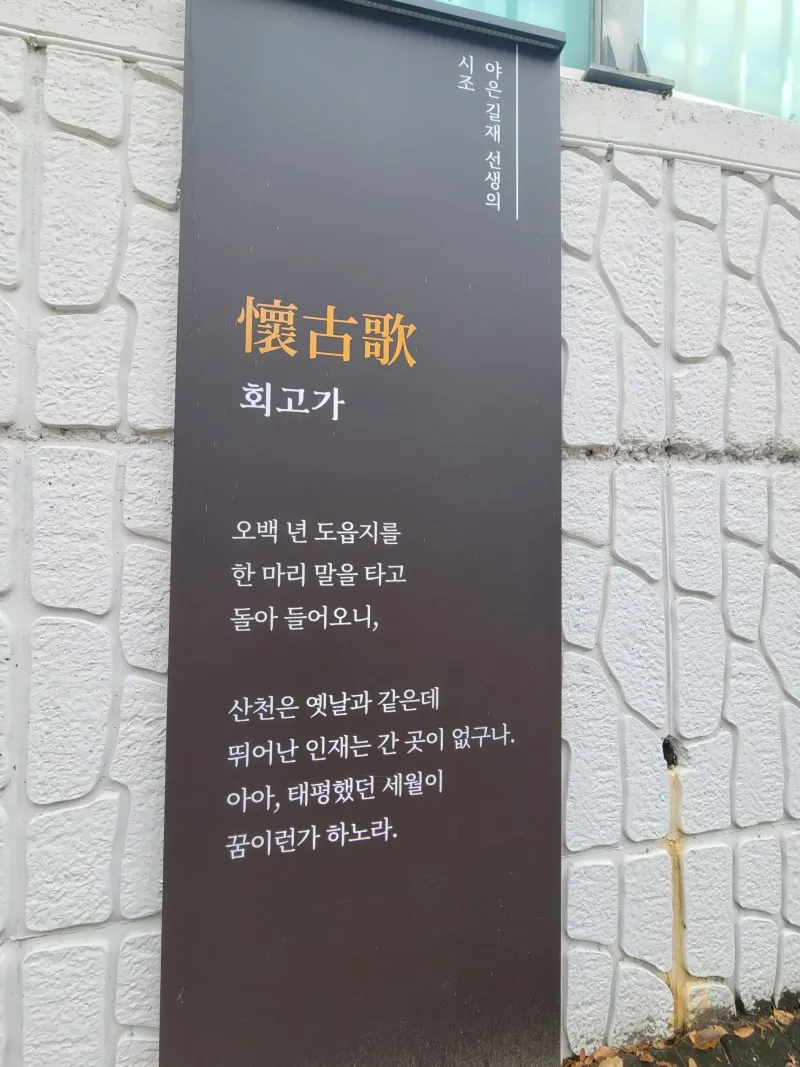 야은 길재 선생의
시조
懷古歌
회고가
오백 년 도읍지를
한 마리 말을 타고
돌아 들어오니,
산천은 옛날과 같은데
뛰어난 인재는 간 곳이 없구나.
아아, 태평했던 세월이
꿈이런가 하노라.